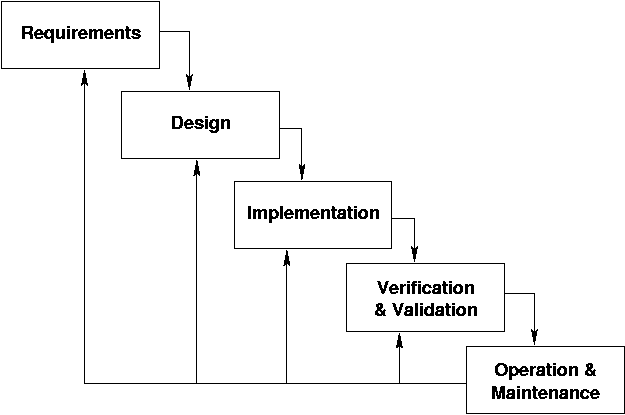 Requirements
Design
Implementation
Verification
& Validation
Operation &
Maintenance